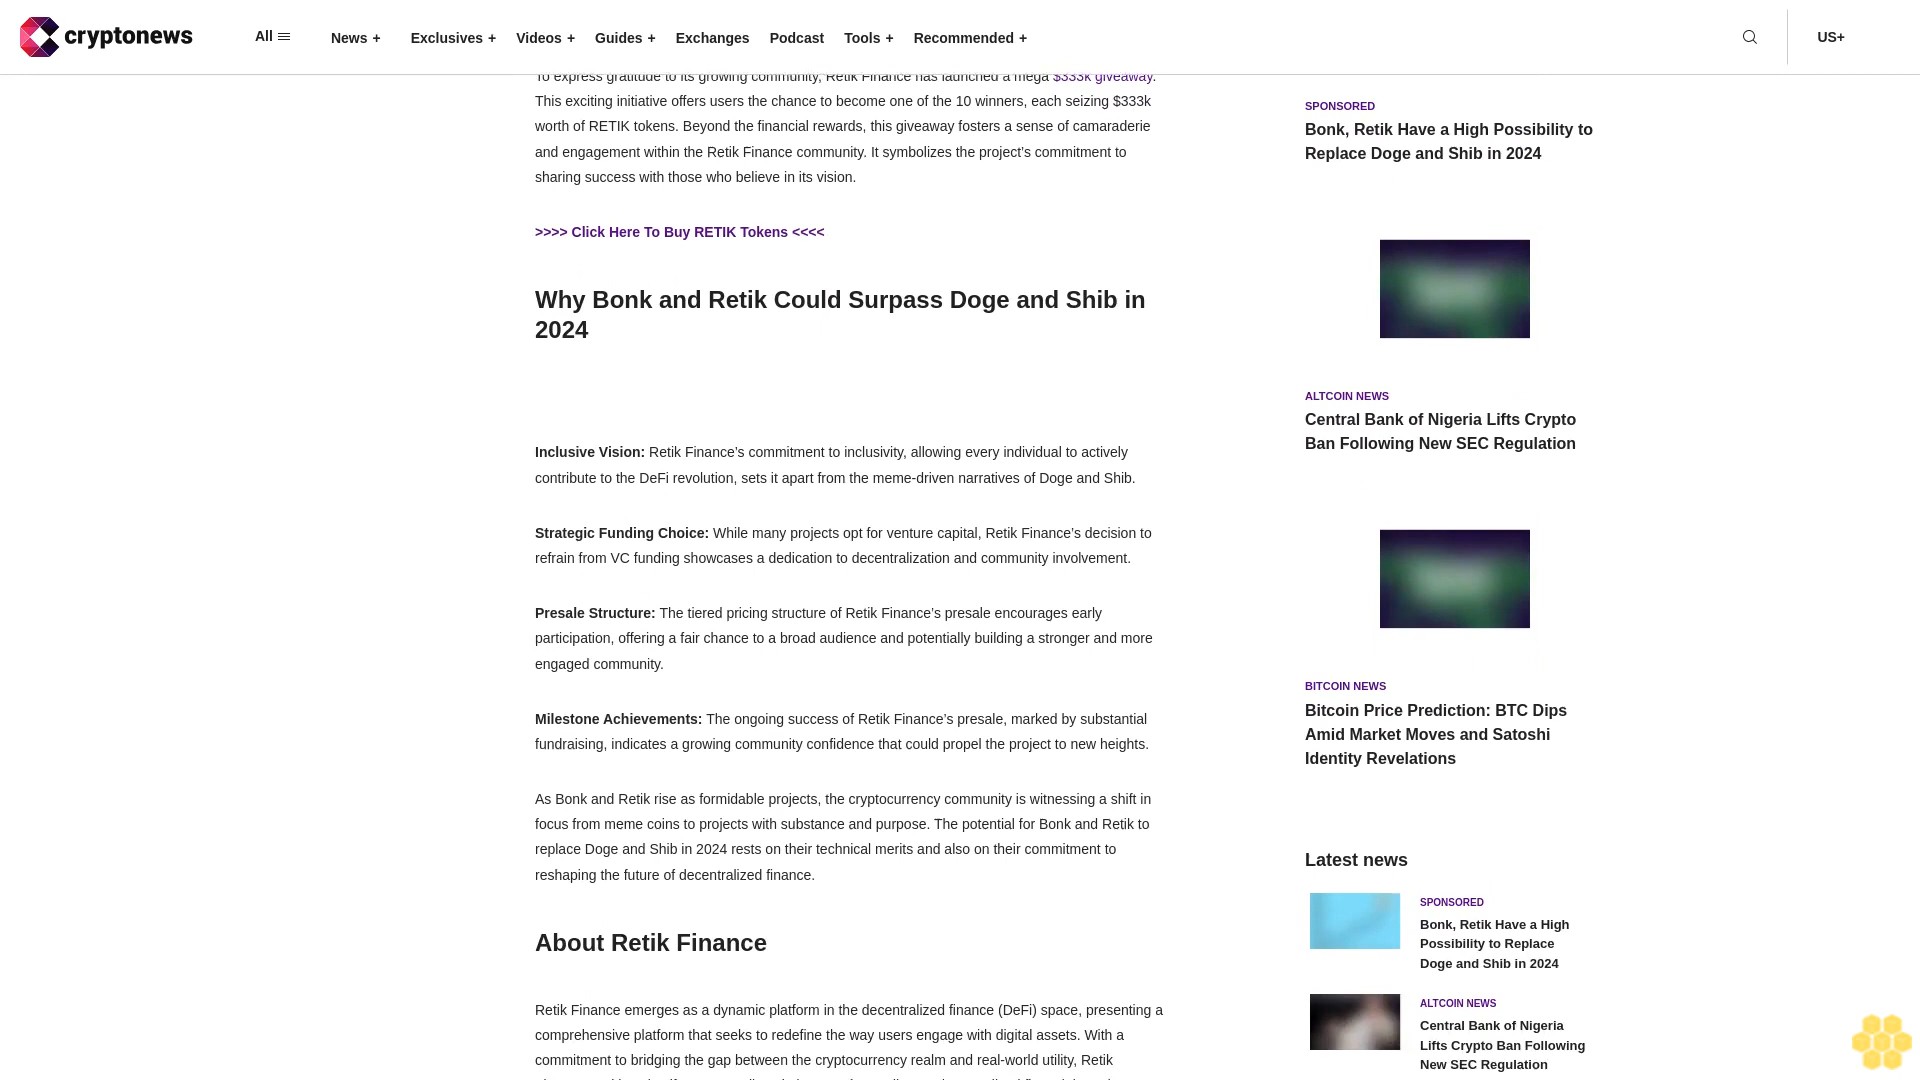 cryptonews
All
News +
Exclusives +
Videos +
Guides +
Exchanges
Podcast
Tools +
Recommended +
US+
To express gratitude to its growing community, Retik Finance has launched a mega $333k giveaway.
This exciting initiative offers users the chance to become one of the 10 winners, each seizing $333k
worth of RETIK tokens. Beyond the financial rewards, this giveaway fosters a sense of camaraderie
and engagement within the Retik Finance community. It symbolizes the project’s commitment to
sharing success with those who believe in its vision.
>>>> Click Here To Buy RETIK Tokens <<<<
Why Bonk and Retik Could Surpass Doge and Shib in
2024
Inclusive Vision: Retik Finance’s commitment to inclusivity, allowing every individual to actively
contribute to the DeFi revolution, sets it apart from the meme-driven narratives of Doge and Shib.
Strategic Funding Choice: While many projects opt for venture capital, Retik Finance’s decision to
refrain from VC funding showcases a dedication to decentralization and community involvement.
Presale Structure: The tiered pricing structure of Retik Finance’s presale encourages early
participation, offering a fair chance to a broad audience and potentially building a stronger and more
engaged community.
Milestone Achievements: The ongoing success of Retik Finance’s presale, marked by substantial
fundraising, indicates a growing community confidence that could propel the project to new heights.
As Bonk and Retik rise as formidable projects, the cryptocurrency community is witnessing a shift in
focus from meme coins to projects with substance and purpose. The potential for Bonk and Retik to
replace Doge and Shib in 2024 rests on their technical merits and also on their commitment to
reshaping the future of decentralized finance.
About Retik Finance
Retik Finance emerges as a dynamic platform in the decentralized finance (DeFi) space, presenting a
comprehensive platform that seeks to redefine the way users engage with digital assets. With a
commitment to bridging the gap between the cryptocurrency realm and real-world utility, Retik
SPONSORED
Bonk, Retik Have a High Possibility to
Replace Doge and Shib in 2024
ALTCOIN NEWS
Central Bank of Nigeria Lifts Crypto
Ban Following New SEC Regulation
BITCOIN NEWS
Bitcoin Price Prediction: BTC Dips
Amid Market Moves and Satoshi
Identity Revelations
Latest news
SPONSORED
Bonk, Retik Have a High
Possibility to Replace
Doge and Shib in 2024
ALTCOIN NEWS
Central Bank of Nigeria
Lifts Crypto Ban Following
New SEC Regulation